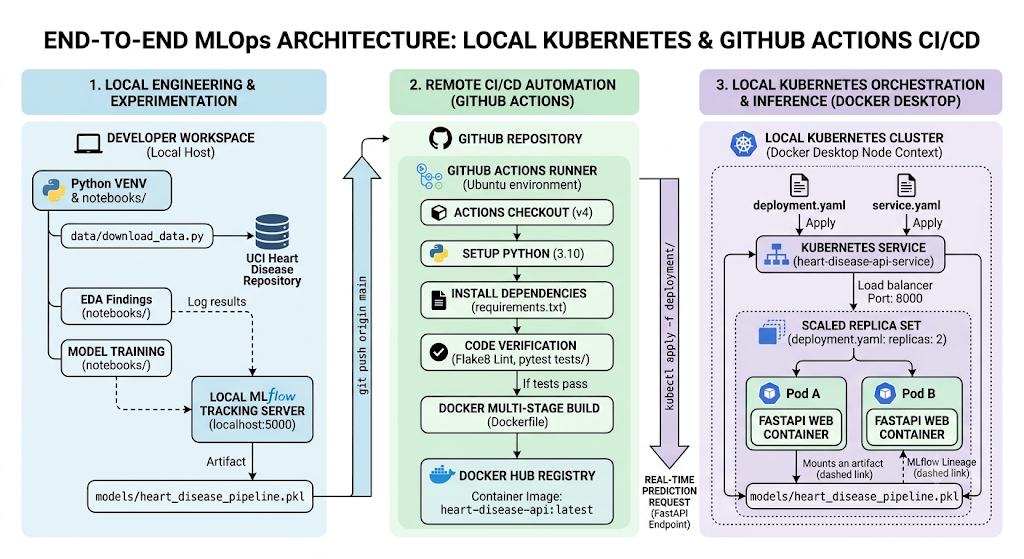 END-TO-END MLOps ARCHITECTURE: LOCAL KUBERNETES & GITHUB ACTIONS CI/CD
1. LOCAL ENGINEERING &
EXPERIMENTATION
DEVELOPER WORKSPACE
(Local Host)
Python VENV
& notebooks/
data/download_data.py
UCI Heart
Disease
Repository
EDA Findings
(notebooks/)
Log results
MODEL TRAINING
(notebooks/)
LOCAL MLflow
TRACKING SERVER
(localhost:5000)
Artifact
models/heart_disease_pipeline.pkl
git push origin main
2. REMOTE CI/CD AUTOMATION
(GITHUB ACTIONS)
GITHUB REPOSITORY
GITHUB ACTIONS RUNNER
(Ubuntu environment)
ACTIONS CHECKOUT (v4)
SETUP PYTHON (3.10)
INSTALL DEPENDENCIES
(requirements.txt)
CODE VERIFICATION
(Flake8 Lint, pytest tests/)
If tests pass
DOCKER MULTI-STAGE BUILD
(Dockerfile)
DOCKER HUB REGISTRY
Container Image:
heart-disease-api:latest
kubectl apply -f deployment/
REAL-TIME
PREDICTION
REQUEST
(FastAPI
Endpoint)
3. LOCAL KUBERNETES ORCHESTRATION
& INFERENCE (DOCKER DESKTOP)
LOCAL KUBERNETES CLUSTER
(Docker Desktop Node Context)
deployment.yaml
service.yaml
Apply
Apply
KUBERNETES SERVICE
(heart-disease-api-service)
Load balancer
Port: 8000
SCALED REPLICA SET
(deployment.yaml: replicas: 2)
Pod A
FASTAPI WEB
CONTAINER
Pod B
FASTAPI WEB
CONTAINER
Mounts an artifact
(dashed link)
MLflow Lineage
(dashed link)
models/heart_disease_pipeline.pkl